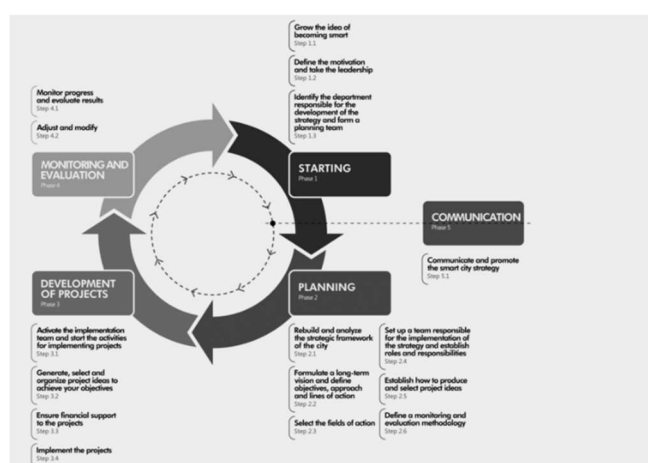 Grow the idea of
becoming smart
Step 1.1
Define the motivation
and take the leadership
Step 1.2
Identify the department
responsible for the
development of the
strategy and form a
planning team
Step 1.3
STARTING
Phase 1
Monitor progress
and evaluate results
Step 4.1
Adjust and modify
Step 4.2
MONITORING AND
EVALUATION
Phase 4
COMMUNICATION
Phase 5
Communicate and promote
the smart city strategy
Step 5.1
DEVELOPMENT
OF PROJECTS
Phase 3
Activate the implementation
team and start the activities
for implementing projects
Step 3.1
Generate, select and
organize project ideas to
achieve your objectives
Step 3.2
Ensure financial support
to the projects
Step 3.3
Implement the projects
Step 3.4
PLANNING
Phase 2
Rebuild and analyze
the strategic framework
of the city
Step 2.1
Formulate a long-term
vision and define
objectives, approach
and lines of action
Step 2.2
Select the fields of action
Step 2.3
Set up a team responsible
for the implementation of
the strategy and establish
roles and responsibilities
Step 2.4
Establish how to produce
and select project ideas
Step 2.5
Define a monitoring and
evaluation methodology
Step 2.6